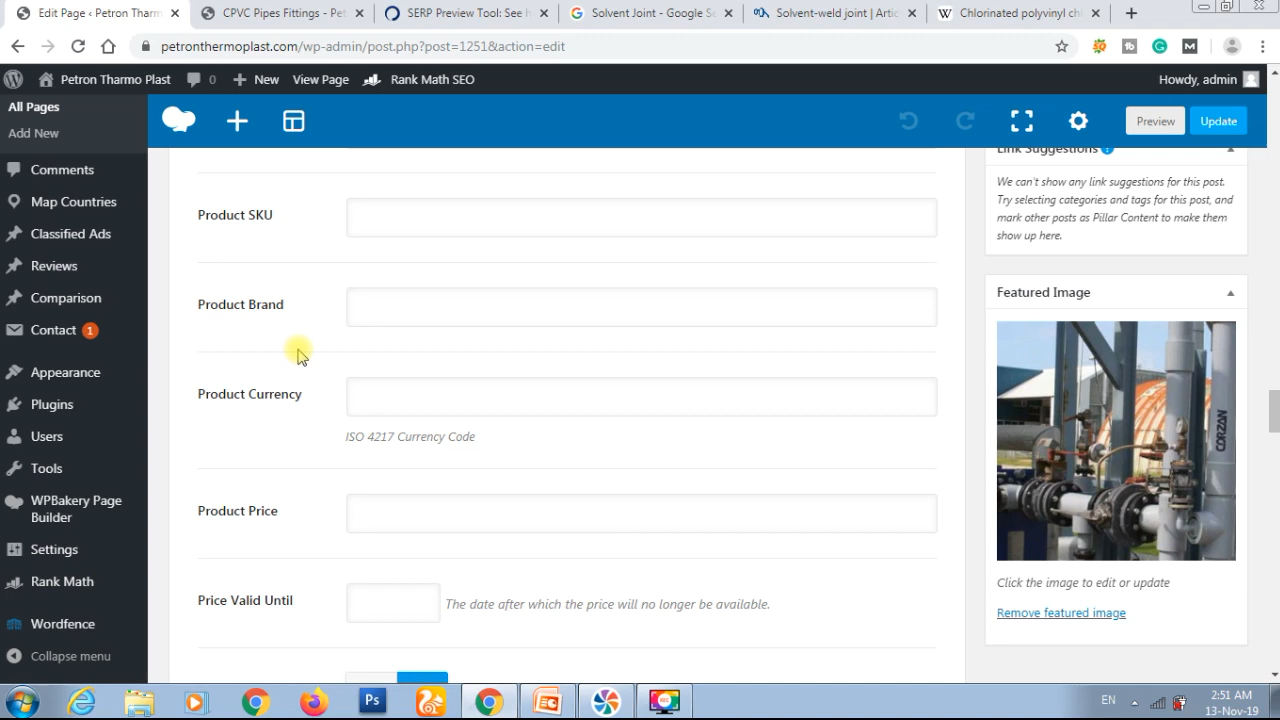 Edit Page ‹ Petron Tharm
CPVC Pipes Fittings - Pet
SERP Preview Tool: See h
Solvent Joint - Google Se
Solvent-weld joint | Artic
Chlorinated polyvinyl chl
petronthermoplast.com/wp-admin/post.php?post=1251&action=edit
Petron Tharmo Plast
0
New
View Page
Rank Math SEO
Howdy, admin
All Pages
Add New
Comments
Map Countries
Classified Ads
Reviews
Comparison
Contact 1
Appearance
Plugins
Users
Tools
WPBakery Page
Builder
Settings
Rank Math
Wordfence
Collapse menu
Preview
Update
Product SKU
Product Brand
Product Currency
ISO 4217 Currency Code
Product Price
Price Valid Until
The date after which the price will no longer be available.
Link Suggestions
We can't show any link suggestions for this post.
Try selecting categories and tags for this post, and
mark other posts as Pillar Content to make them
show up here.
Featured Image
CORZAN
Click the image to edit or update
Remove featured image
EN
2:51 AM
13-Nov-19